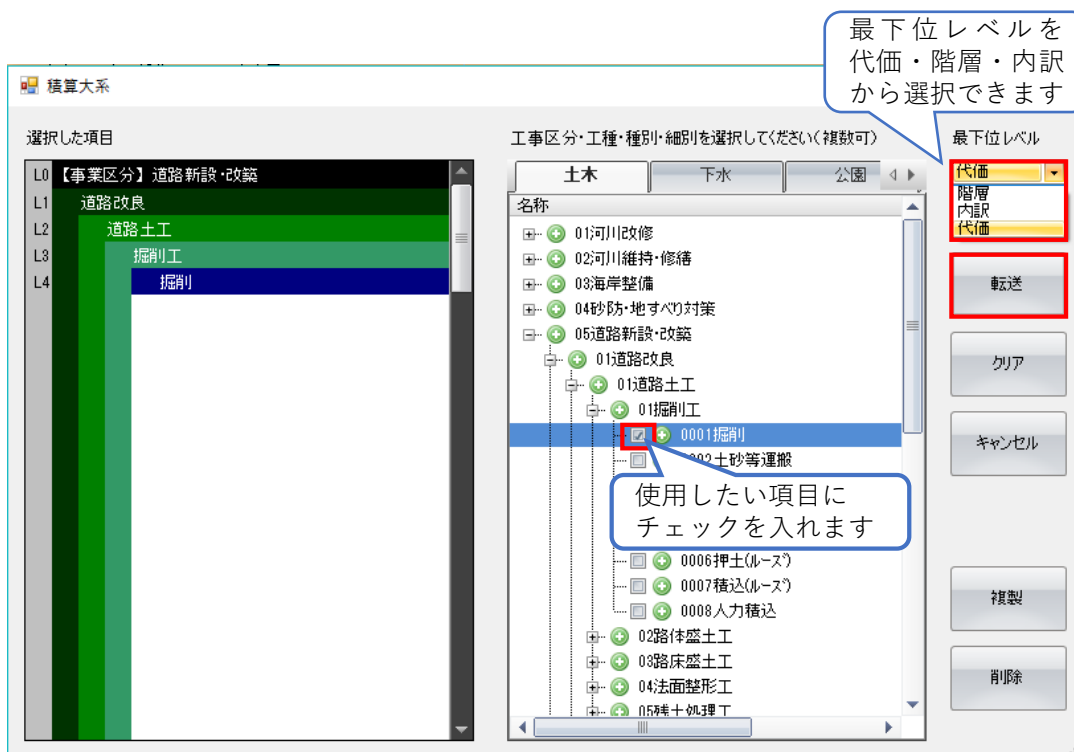 最下位レベルを
代価・階層・内訳
から選択できます
積算大系
選択した項目
工事区分・工種・種別・細別を選択してください(複数可)
最下位レベル
L0 【事業区分】道路新設・改築
L1 道路改良
L2 道路土工
L3 掘削工
L4 掘削
土木 下水 公園
名称
01河川改修
02河川維持・修繕
03海岸整備
04砂防・地すべり対策
05道路新設・改築
01道路改良
01道路土工
01掘削工
0001掘削
0002土砂等運搬
使用したい項目に
チェックを入れます
0006押土(ルーズ)
0007積込(ルーズ)
0008人力積込
02路体盛土工
03路床盛土工
04法面整形工
05残土処理工
代価
階層
内訳
代価
転送
クリア
キャンセル
複製
削除